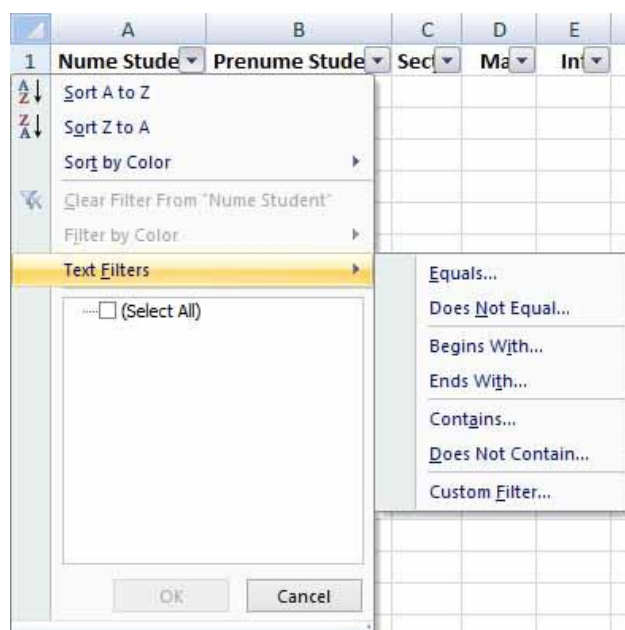 A B C D E
1 Nume Stude Prenume Stude Sect Ma Int
Sort A to Z
Sort Z to A
Sort by Color
Clear Filter From "Nume Student"
Filter by Color
Text Filters
Equals...
(Select All)
Does Not Equal...
Begins With...
Ends With...
Contains...
Does Not Contain...
Custom Filter...
OK Cancel